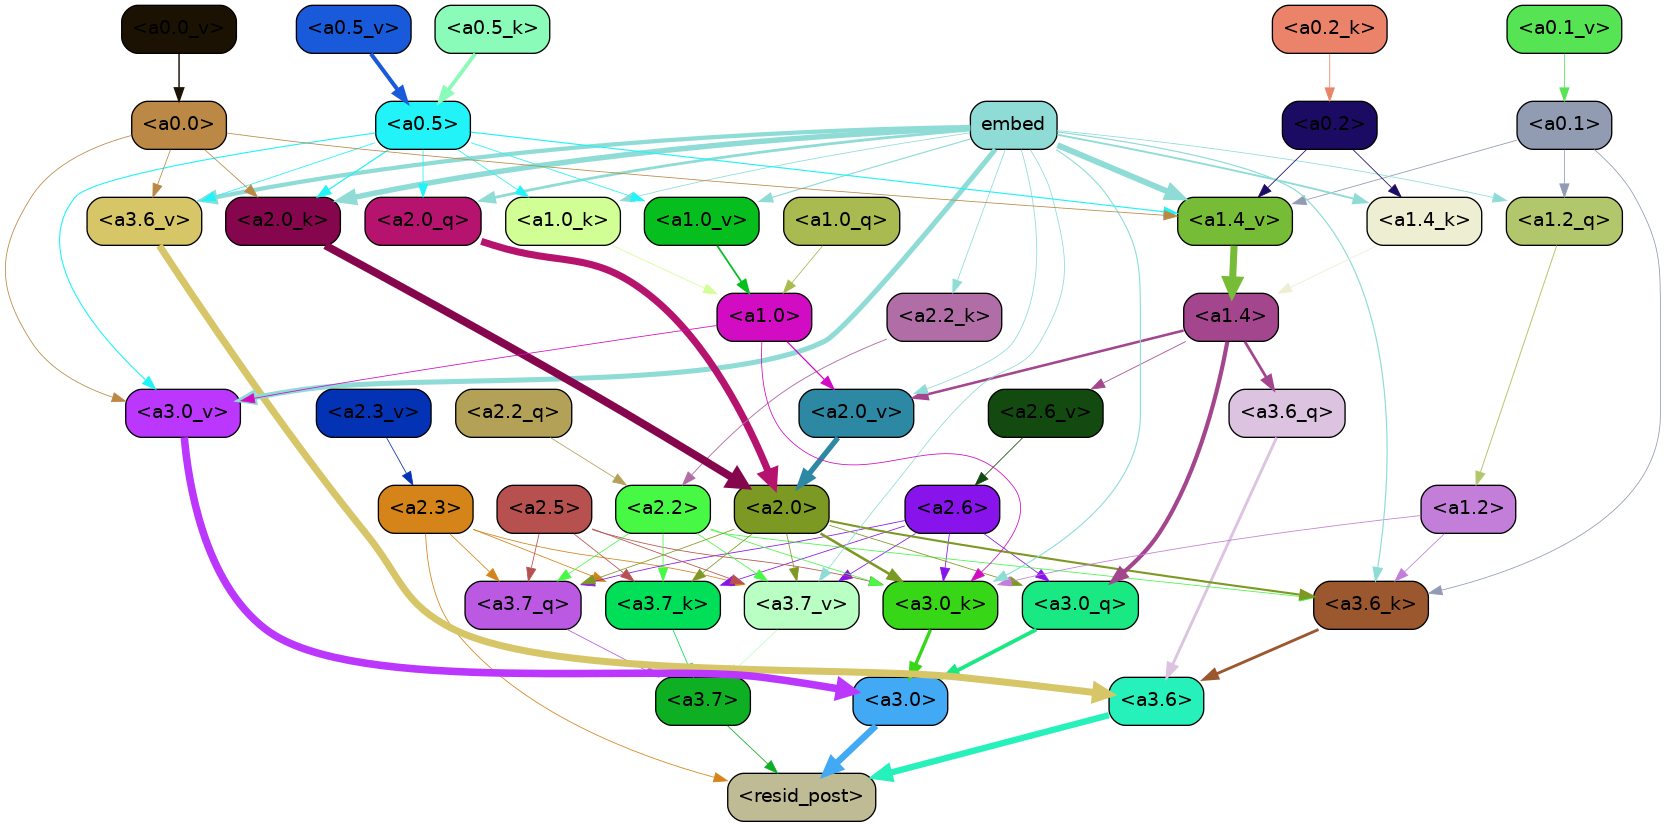 <a0.0_v> <a0.5_v> <a0.5_k> <a0.2_k> <a0.1_v>
<a0.0> <a0.5> embed <a0.2> <a0.1>
<a3.6_v> <a2.0_k> <a2.0_q> <a1.0_k> <a1.0_v> <a1.0_q> <a1.4_v> <a1.4_k> <a1.2_q>
<a1.0> <a2.2_k> <a1.4>
<a3.0_v> <a2.3_v> <a2.2_q> <a2.0_v> <a2.6_v> <a3.6_q>
<a2.3> <a2.5> <a2.2> <a2.0> <a2.6> <a1.2>
<a3.7_q> <a3.7_k> <a3.7_v> <a3.0_k> <a3.0_q> <a3.6_k>
<a3.7> <a3.0> <a3.6>
<resid_post>